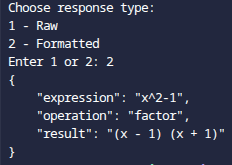 Choose response type:
1 - Raw
2 - Formatted
Enter 1 or 2: 2
{
    "expression": "x^2-1",
    "operation": "factor",
    "result": "(x - 1) (x + 1)"
}